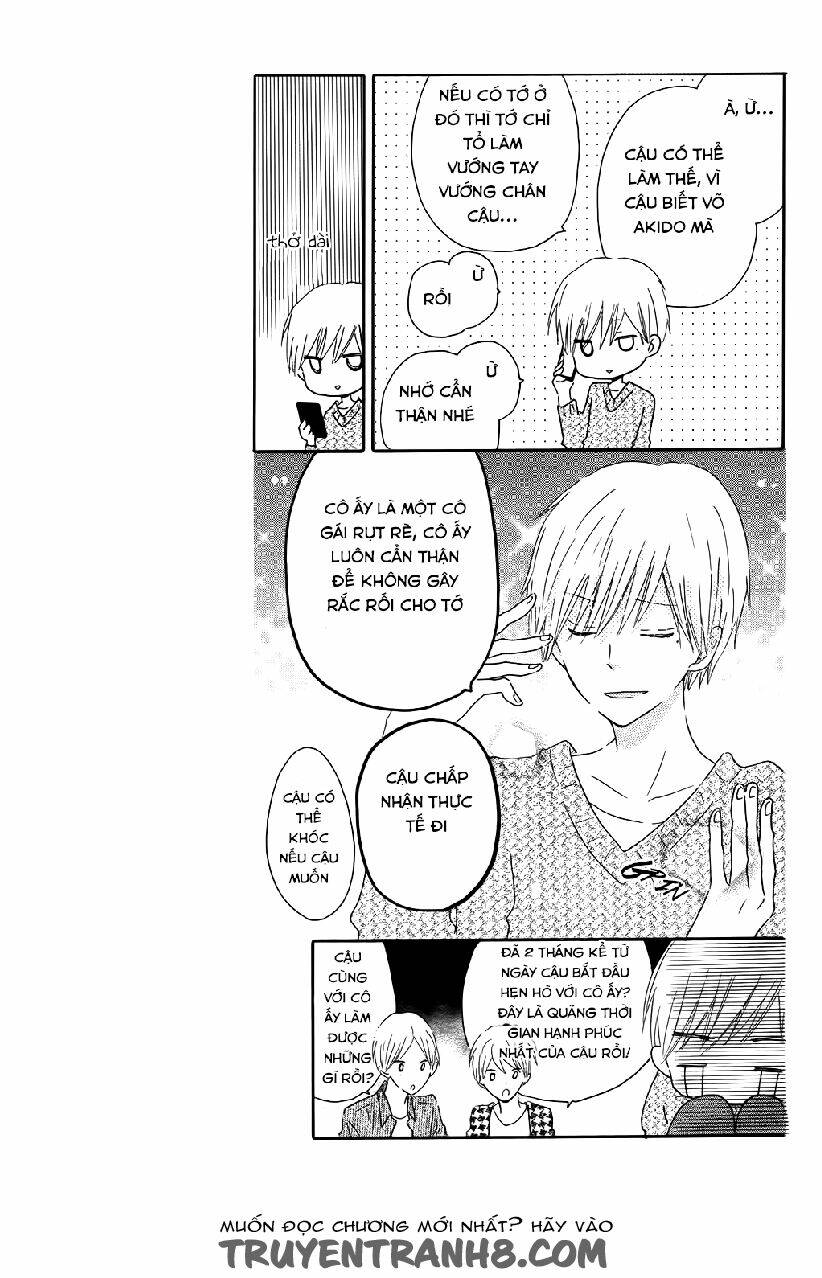 À, Ừ...
CẬU CÓ THỂ
LÀM THẾ, VÌ
CẬU BIẾT VÕ
AKIDO MÀ
NẾU CÓ TỚ Ở
ĐÓ THÌ TỚ CHỈ
TỔ LÀM
VƯỚNG TAY
VƯỚNG CHÂN
CẬU...
Ừ
RỒI
Ừ
NHỚ CẨN
THẬN NHÉ
thở dài
CÔ ẤY LÀ MỘT CÔ
GÁI RỤT RÈ, CÔ ẤY
LUÔN CẨN THẬN
ĐỂ KHÔNG GÂY
RẮC RỐI CHO TỚ
CẬU CHẤP
NHẬN THỰC
TẾ ĐI
CẬU CÓ
THỂ
KHÓC
NẾU CẬU
MUỐN
GRIN
ĐÃ 2 THÁNG KỂ TỪ
NGÀY CẬU BẮT ĐẦU
HẸN HÒ VỚI CÔ ẤY?
ĐÂY LÀ QUÃNG THỜI
GIAN HẠNH PHÚC
NHẤT CỦA CẬU RỒI!
CẬU
CÙNG
VỚI CÔ
ẤY LÀM
ĐƯỢC
NHỮNG
GÌ RỒI?
MUỐN ĐỌC CHƯƠNG MỚI NHẤT? HÃY VÀO
TRUYENTRANH8.COM